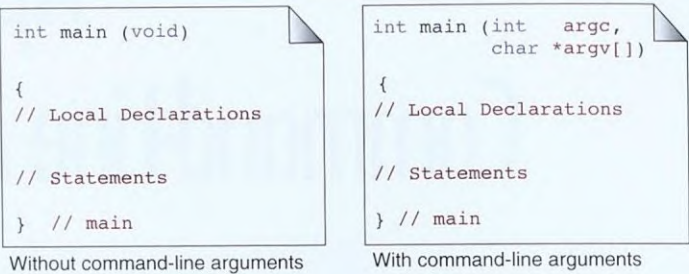 int main (void)
{
// Local Declarations
// Statements
} // main
Without command-line arguments
int main (int argc,
char *argv[])
{
// Local Declarations
// Statements
} // main
With command-line arguments